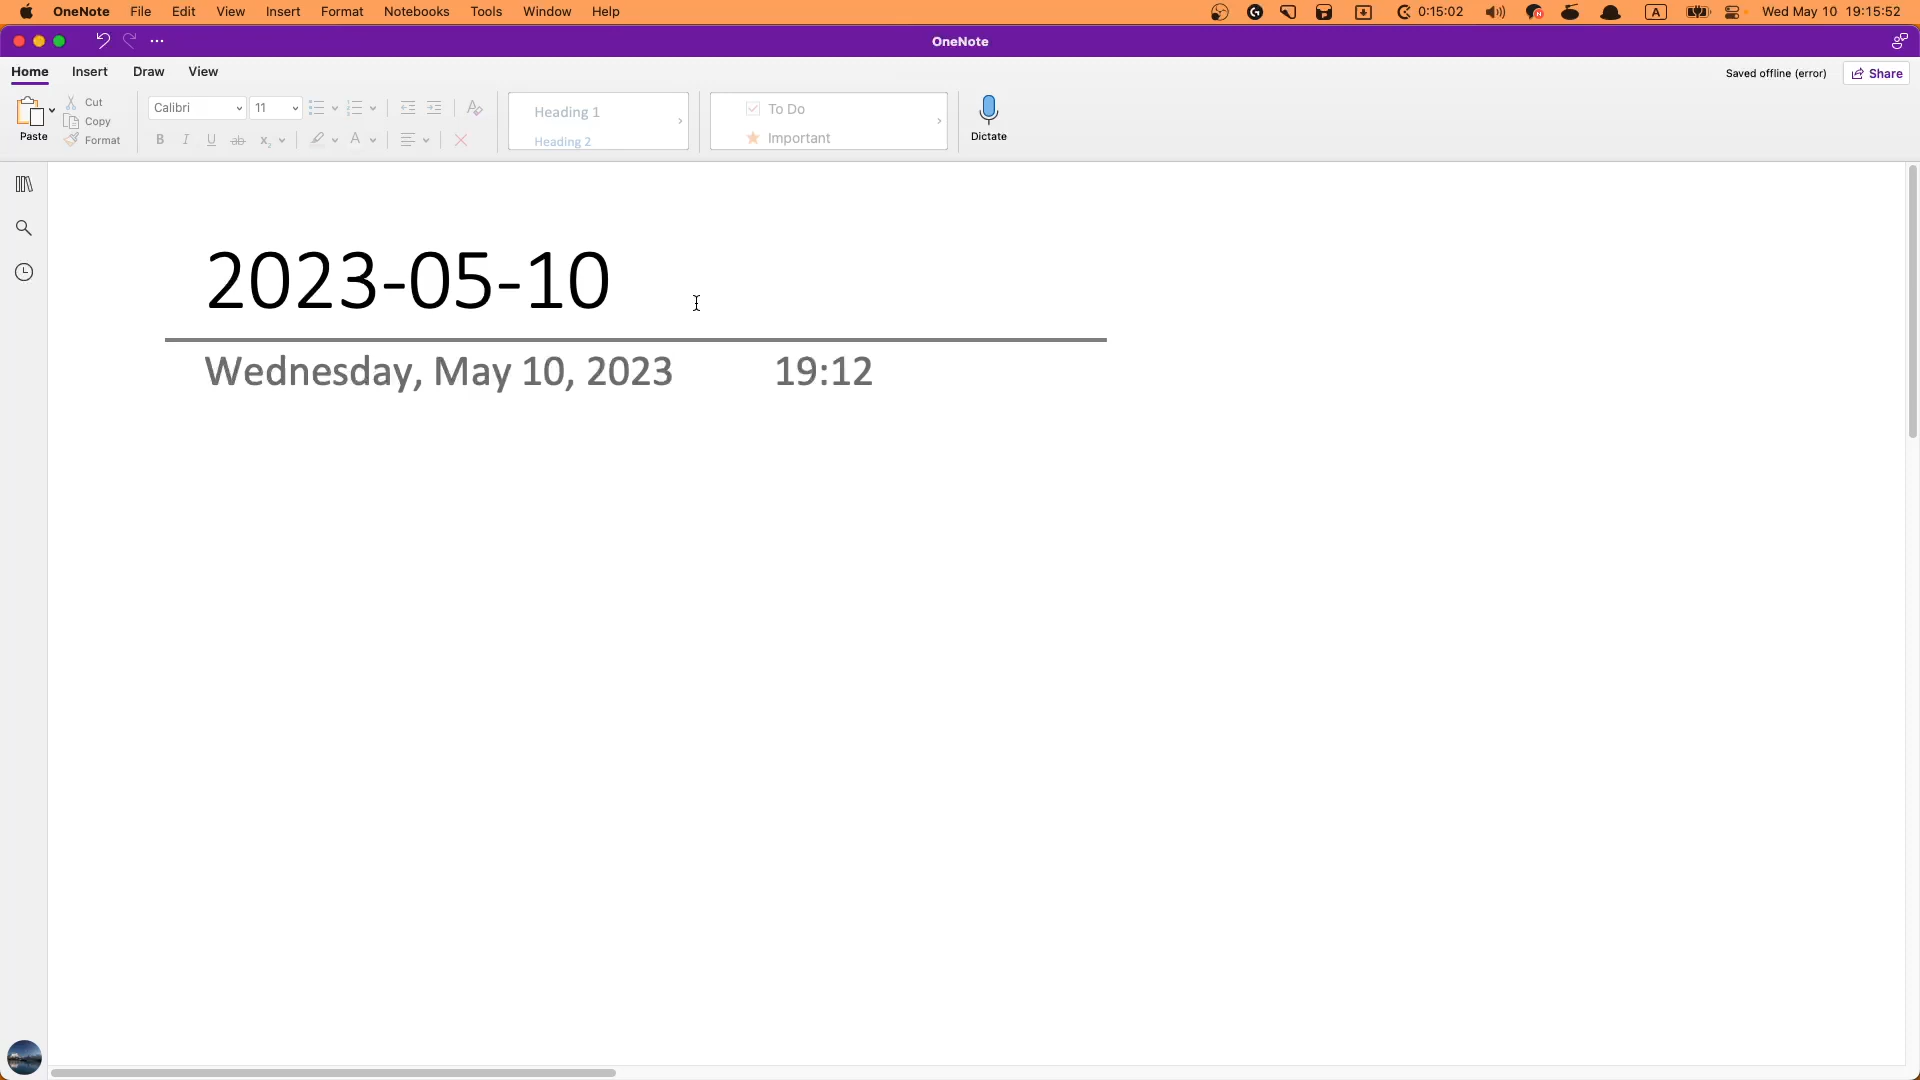 OneNote File Edit View Insert Format Notebooks Tools Window Help 0:15:02 A Wed May 10 19:15:52
OneNote
Home Insert Draw View Saved offline (error) Share
Paste Cut Copy Format
Calibri 11
B I U ab x₂ A
Heading 1
Heading 2
To Do
Important
Dictate
2023-05-10
Wednesday, May 10, 2023 19:12